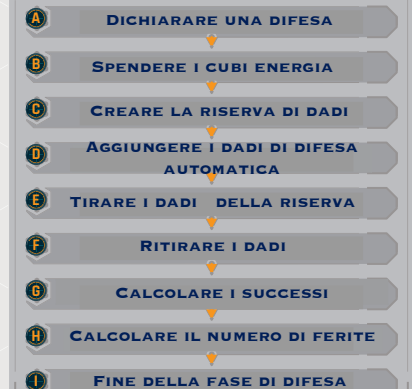 A DICHIARARE UNA DIFESA
B SPENDERE I CUBI ENERGIA
C CREARE LA RISERVA DI DADI
D AGGIUNGERE I DADI DI DIFESA
AUTOMATICA
E TIRARE I DADI DELLA RISERVA
F RITIRARE I DADI
G CALCOLARE I SUCCESSI
H CALCOLARE IL NUMERO DI FERITE
I FINE DELLA FASE DI DIFESA